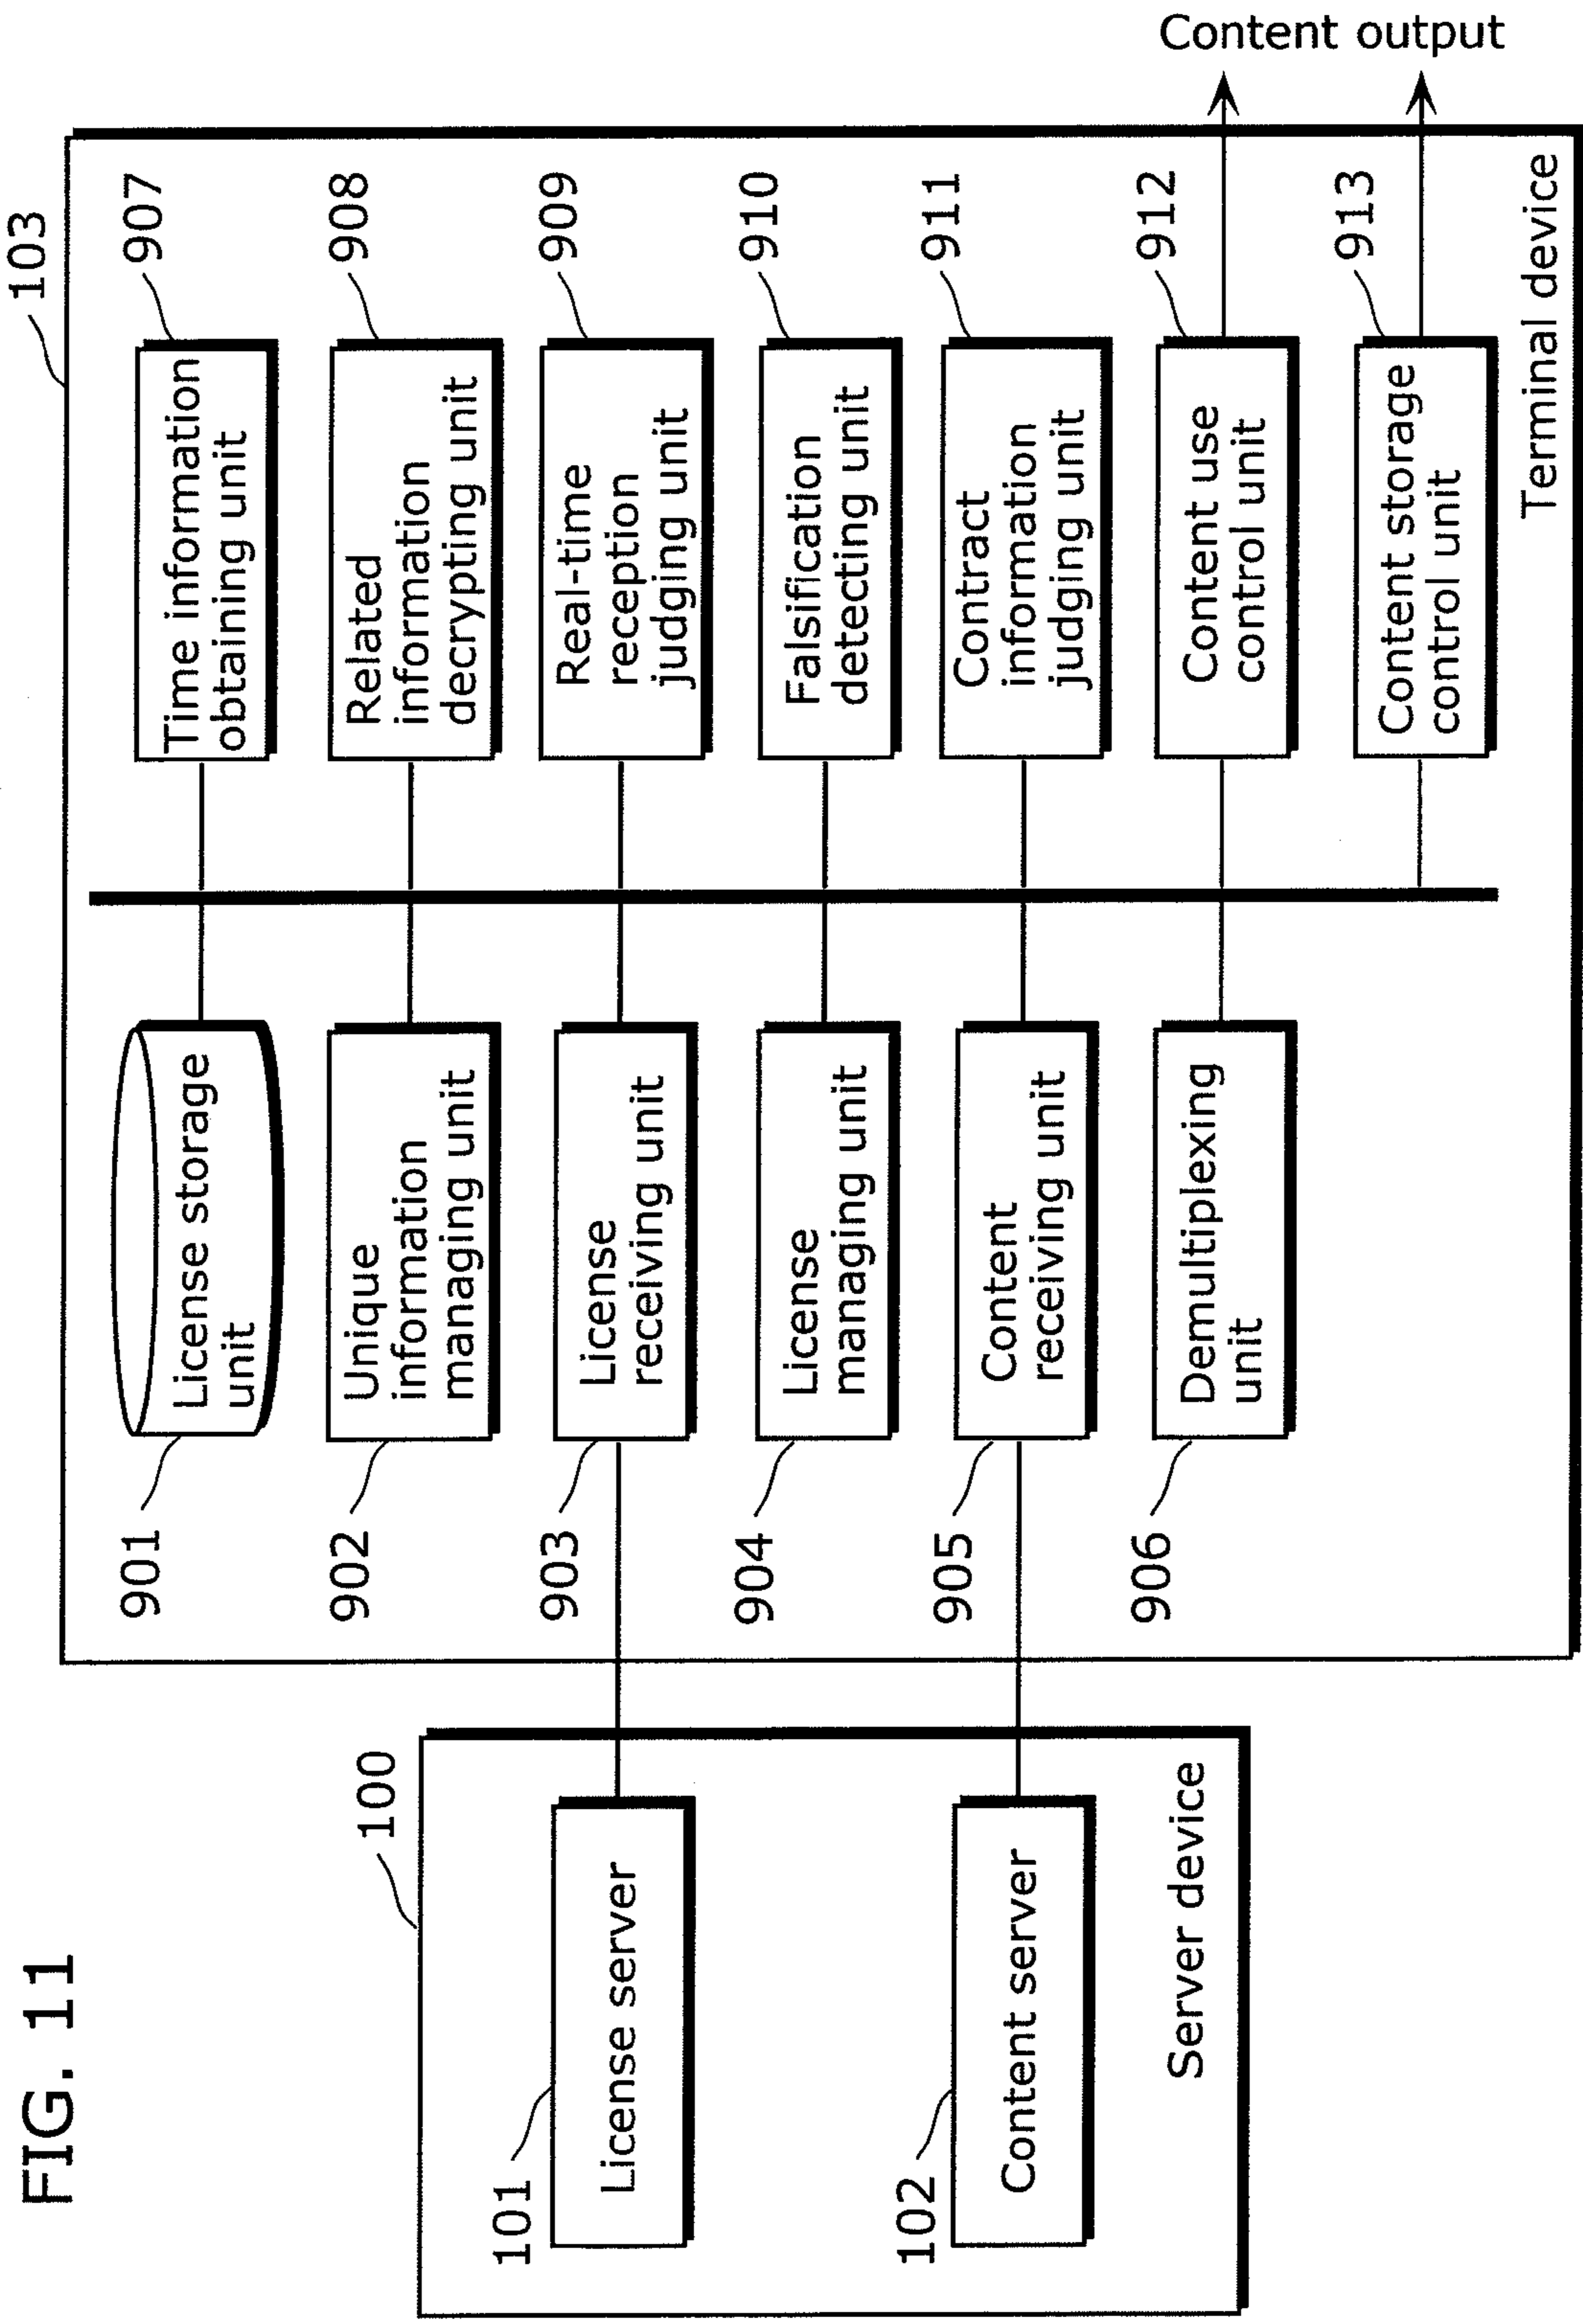 FIG. 11
100
101
License server
102
Content server
Server device
103
901
License storage
unit
902
Unique
information
managing unit
903
License
receiving unit
904
License
managing unit
905
Content
receiving unit
906
Demultiplexing
unit
907
Time information
obtaining unit
908
Related
information
decrypting unit
909
Real-time
reception
judging unit
910
Falsification
detecting unit
911
Contract
information
judging unit
912
Content use
control unit
913
Content storage
control unit
Terminal device
Content output